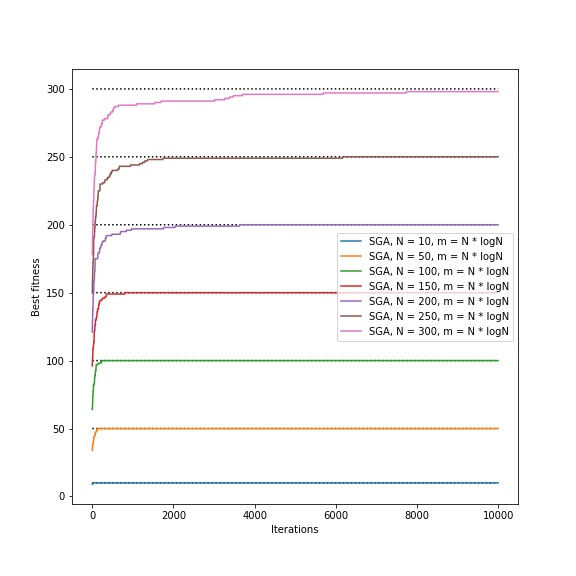 300
250
200
150
100
50
0
Best fitness
SGA, N = 10, m = N * logN
SGA, N = 50, m = N * logN
SGA, N = 100, m = N * logN
SGA, N = 150, m = N * logN
SGA, N = 200, m = N * logN
SGA, N = 250, m = N * logN
SGA, N = 300, m = N * logN
0 2000 4000 6000 8000 10000
Iterations